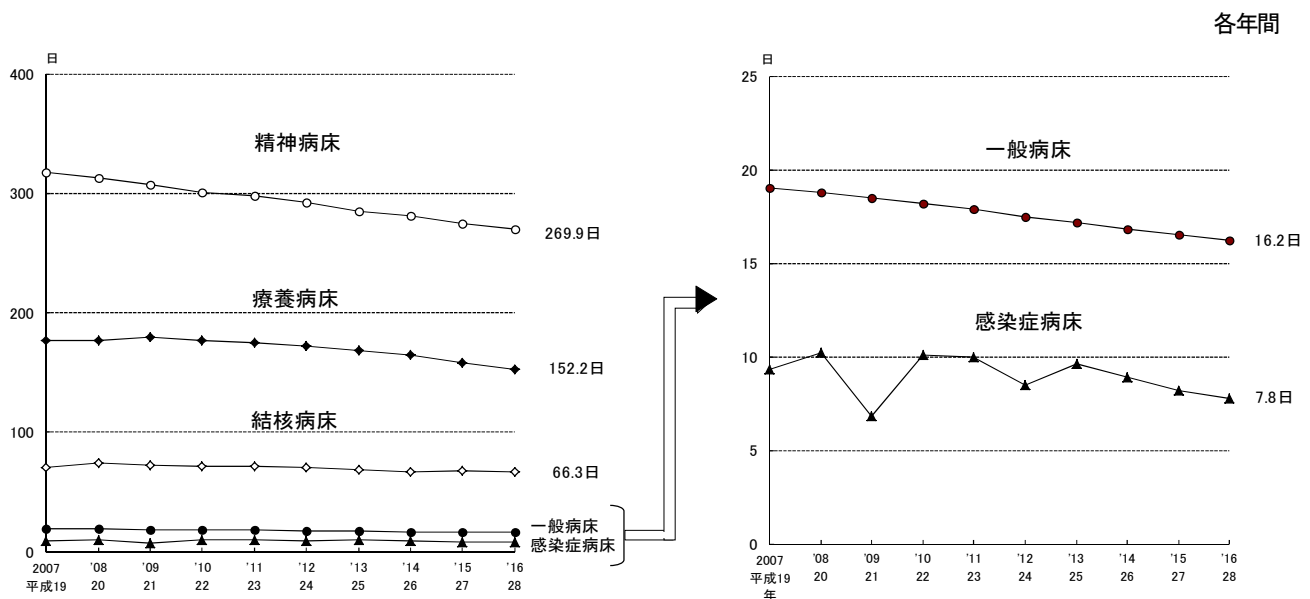 各年間
日
400
300
200
100
0
精神病床
269.9日
療養病床
152.2日
結核病床
66.3日
一般病床
感染症病床
2007 '08 '09 '10 '11 '12 '13 '14 '15 '16
平成19 20 21 22 23 24 25 26 27 28
日
25
20
15
10
5
0
一般病床
16.2日
感染症病床
7.8日
2007 '08 '09 '10 '11 '12 '13 '14 '15 '16
平成19 20 21 22 23 24 25 26 27 28
年